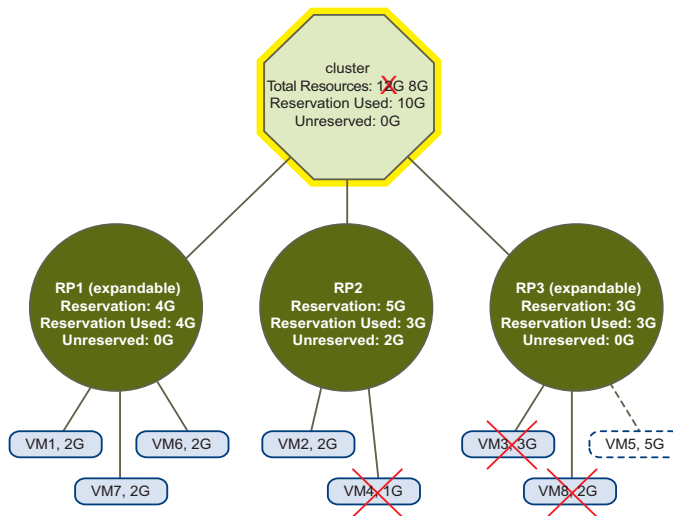 cluster
Total Resources: 12G 8G
Reservation Used: 10G
Unreserved: 0G
RP1 (expandable)
Reservation: 4G
Reservation Used: 4G
Unreserved: 0G
RP2
Reservation: 5G
Reservation Used: 3G
Unreserved: 2G
RP3 (expandable)
Reservation: 3G
Reservation Used: 3G
Unreserved: 0G
VM1, 2G
VM6, 2G
VM2, 2G
VM3, 3G
VM5, 5G
VM7, 2G
VM4, 1G
VM8, 2G